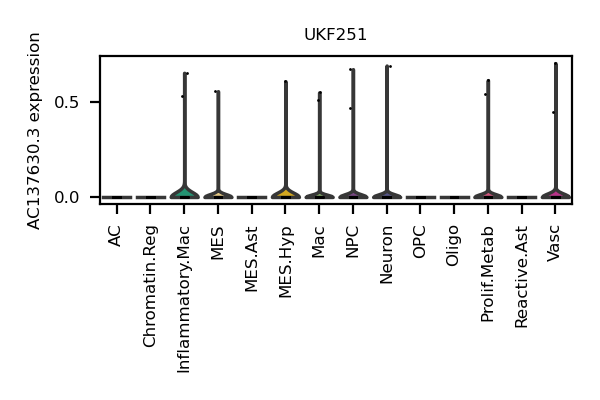 UKF251
AC137630.3 expression
0.5
0.0
AC
Chromatin.Reg
Inflammatory.Mac
MES
MES.Ast
MES.Hyp
Mac
NPC
Neuron
OPC
Oligo
Prolif.Metab
Reactive.Ast
Vasc